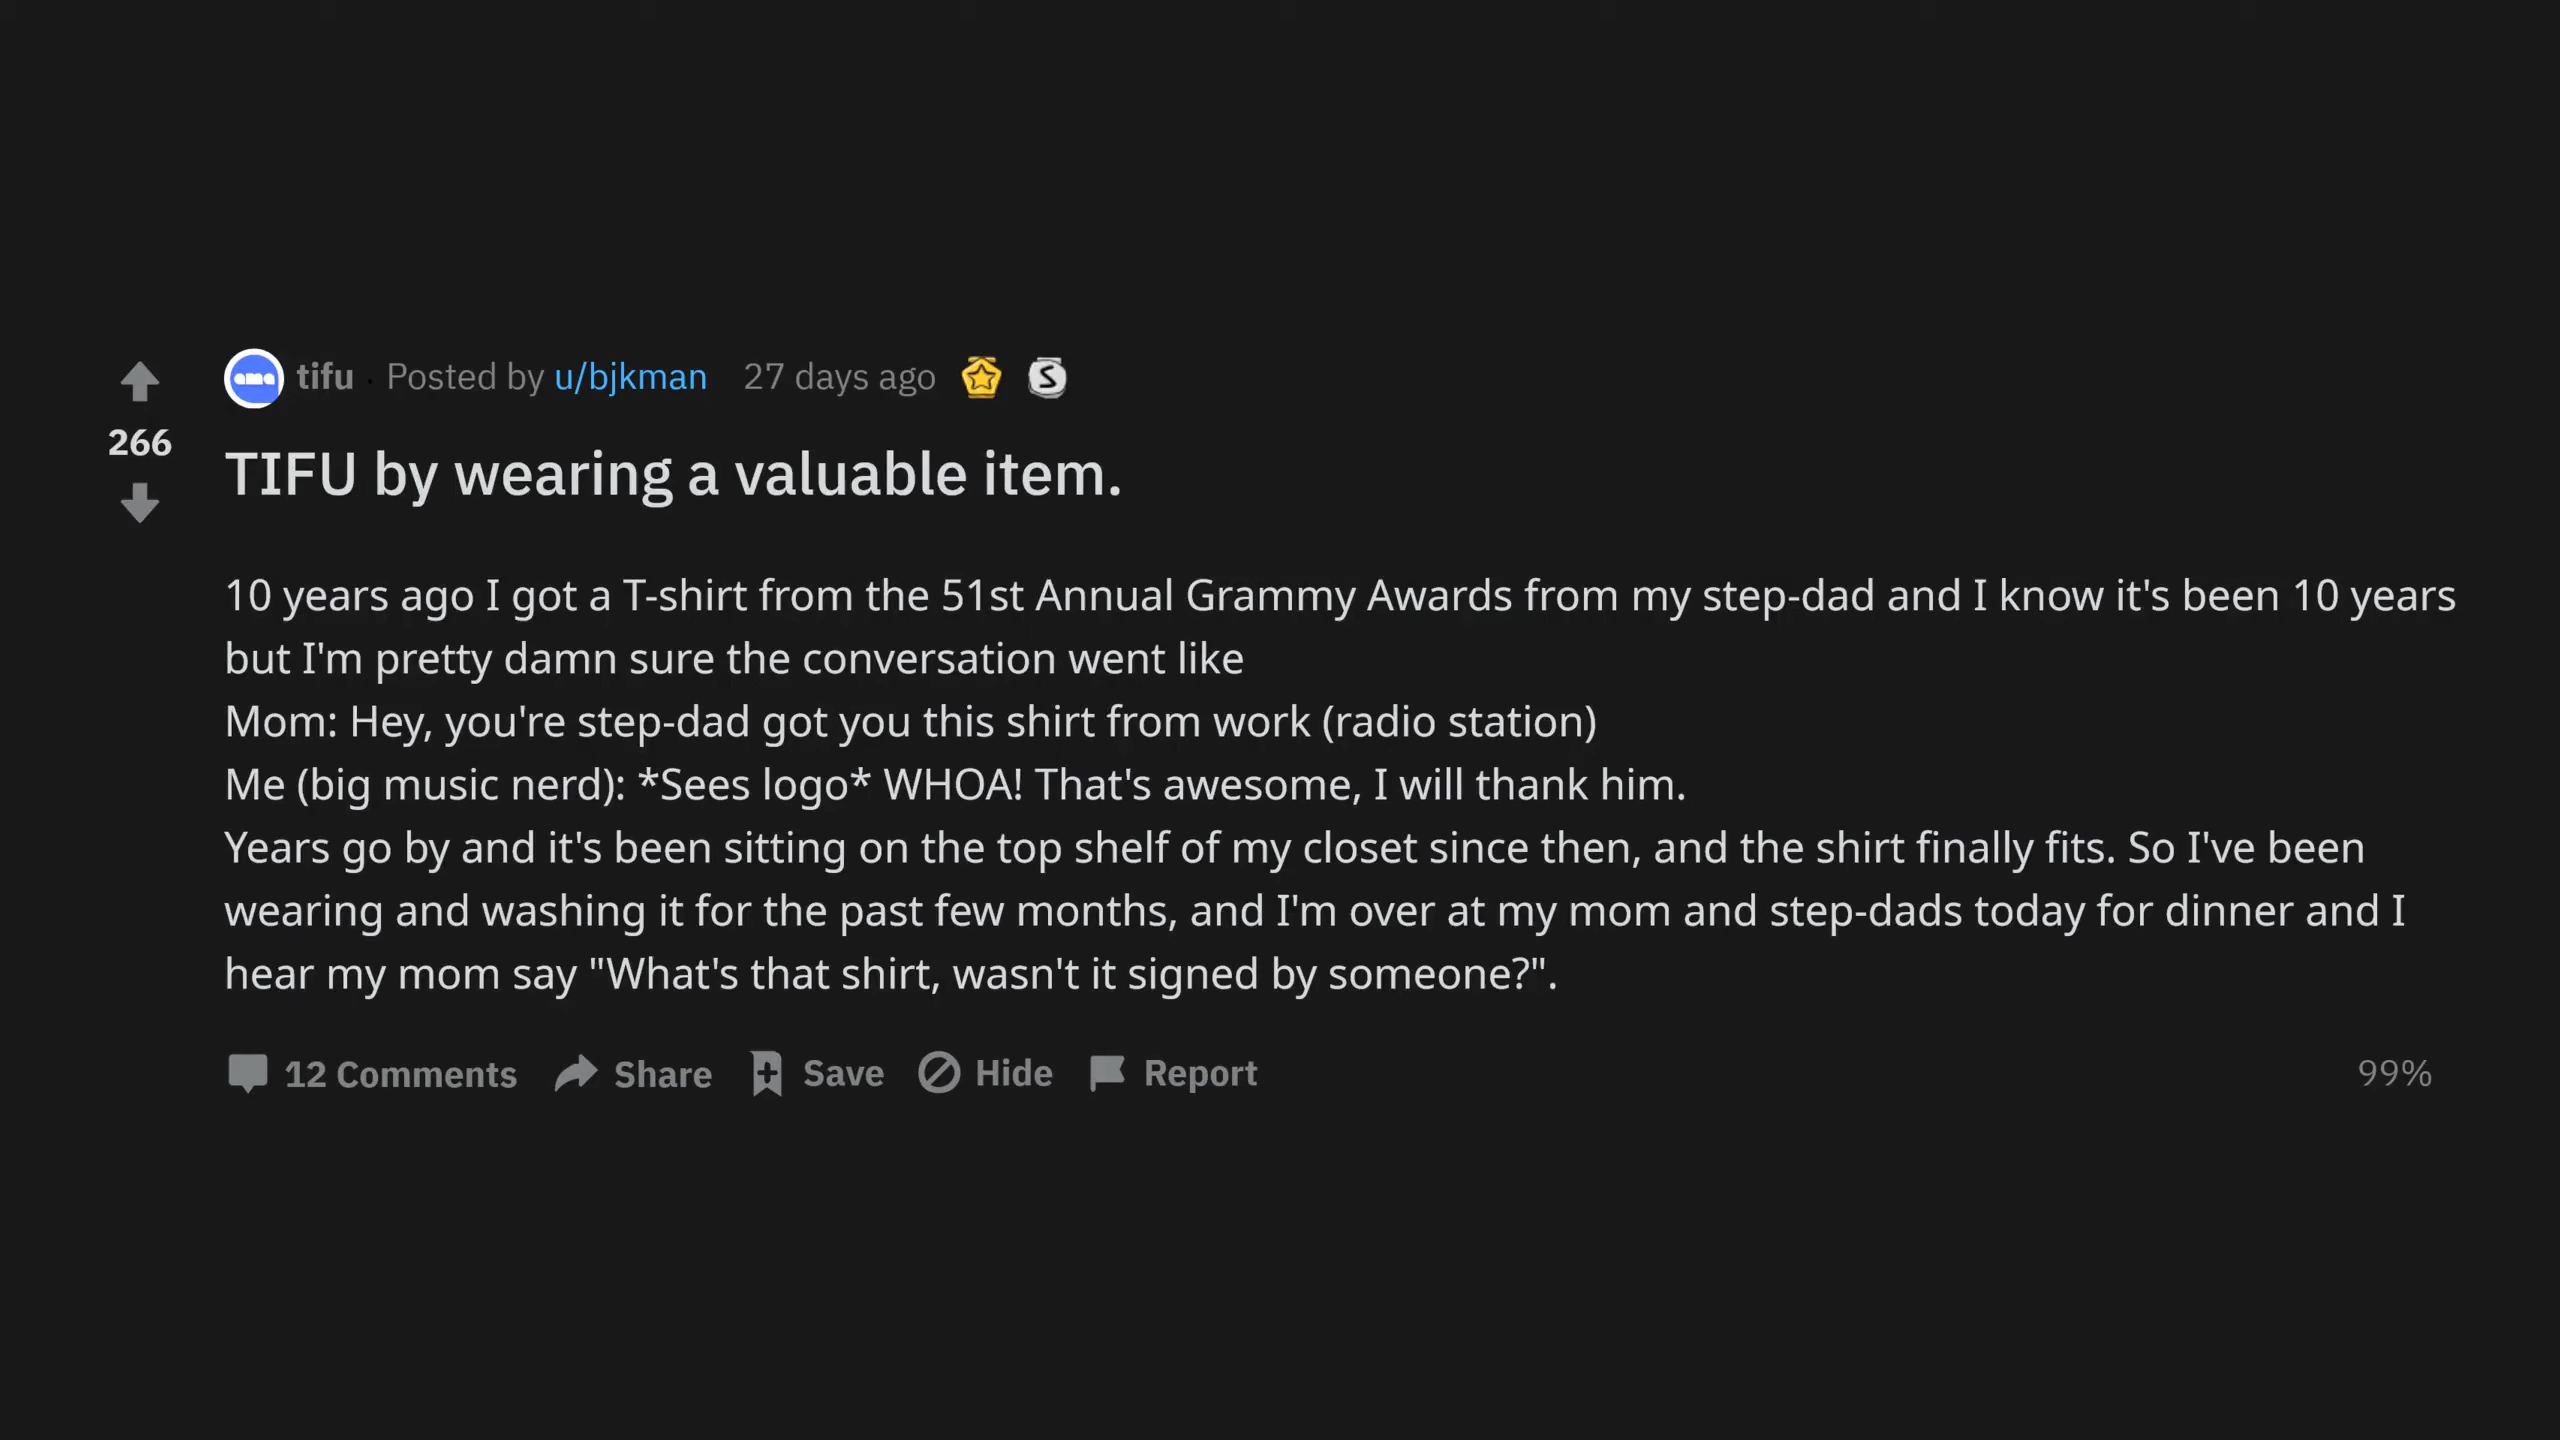 tifu · Posted by u/bjkman 27 days ago
266
TIFU by wearing a valuable item.
10 years ago I got a T-shirt from the 51st Annual Grammy Awards from my step-dad and I know it's been 10 years
but I'm pretty damn sure the conversation went like
Mom: Hey, you're step-dad got you this shirt from work (radio station)
Me (big music nerd): *Sees logo* WHOA! That's awesome, I will thank him.
Years go by and it's been sitting on the top shelf of my closet since then, and the shirt finally fits. So I've been
wearing and washing it for the past few months, and I'm over at my mom and step-dads today for dinner and I
hear my mom say "What's that shirt, wasn't it signed by someone?".
12 Comments Share Save Hide Report 99%